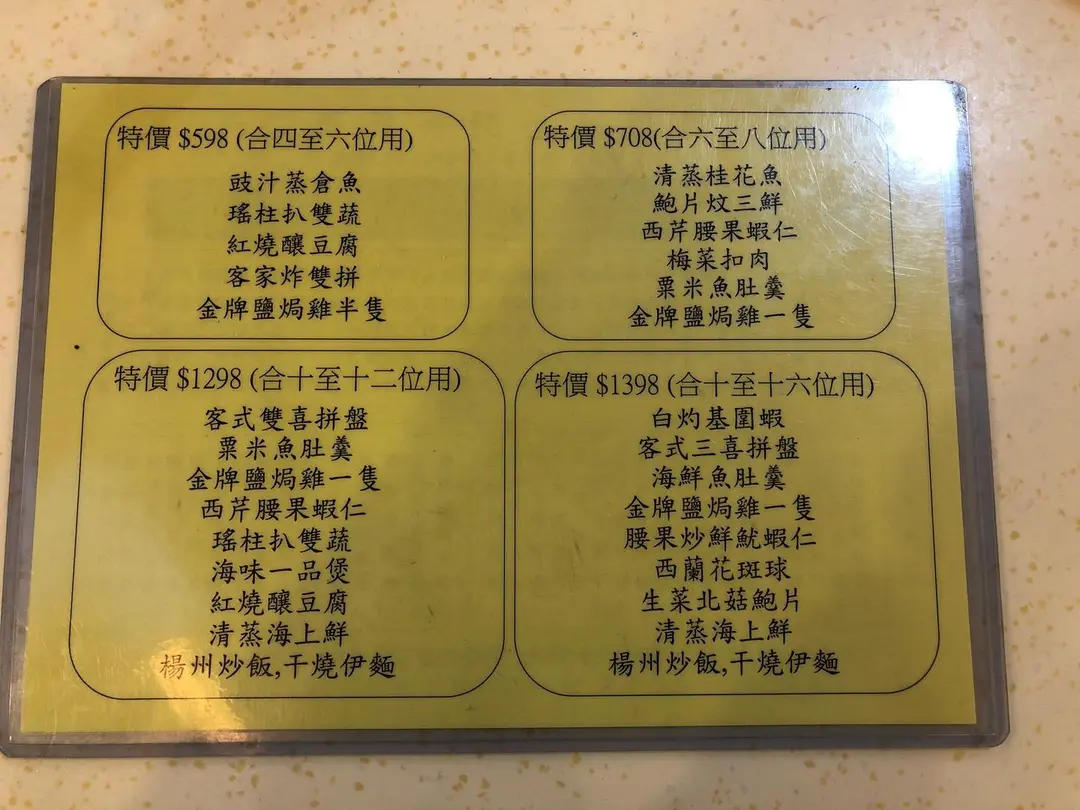 特價 $598 (合四至六位用)
豉汁蒸倉魚
瑤柱扒雙蔬
紅燒釀豆腐
客家炸雙拼
金牌鹽焗雞半隻
特價 $708(合六至八位用)
清蒸桂花魚
鮑片炆三鮮
西芹腰果蝦仁
梅菜扣肉
粟米魚肚羹
金牌鹽焗雞一隻
特價 $1298 (合十至十二位用)
客式雙喜拼盤
粟米魚肚羹
金牌鹽焗雞一隻
西芹腰果蝦仁
瑤柱扒雙蔬
海味一品煲
紅燒釀豆腐
清蒸海上鮮
楊州炒飯,干燒伊麵
特價 $1398 (合十至十六位用)
白灼基圍蝦
客式三喜拼盤
海鮮魚肚羹
金牌鹽焗雞一隻
腰果炒鮮魷蝦仁
西蘭花斑球
生菜北菇鮑片
清蒸海上鮮
楊州炒飯,干燒伊麵